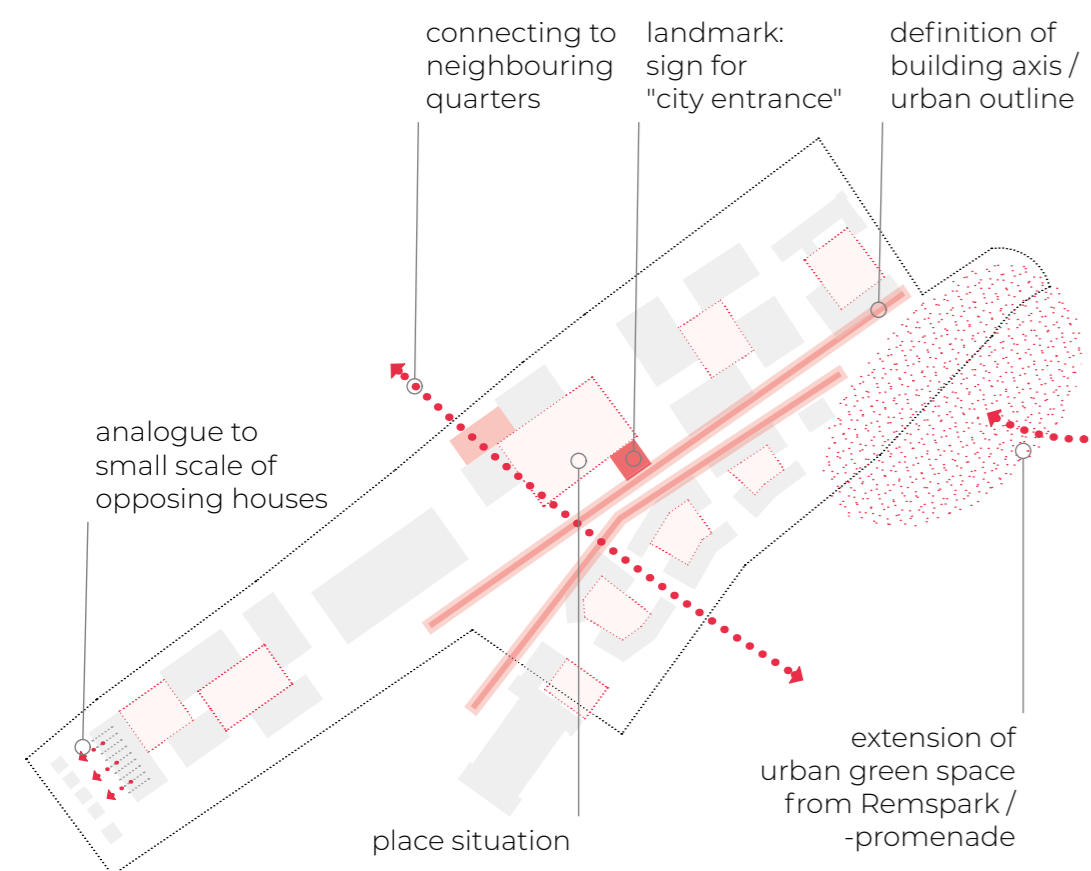 connecting to
neighbouring
quarters
landmark:
sign for
"city entrance"
definition of
building axis /
urban outline
analogue to
small scale of
opposing houses
place situation
extension of
urban green space
from Remspark /
-promenade